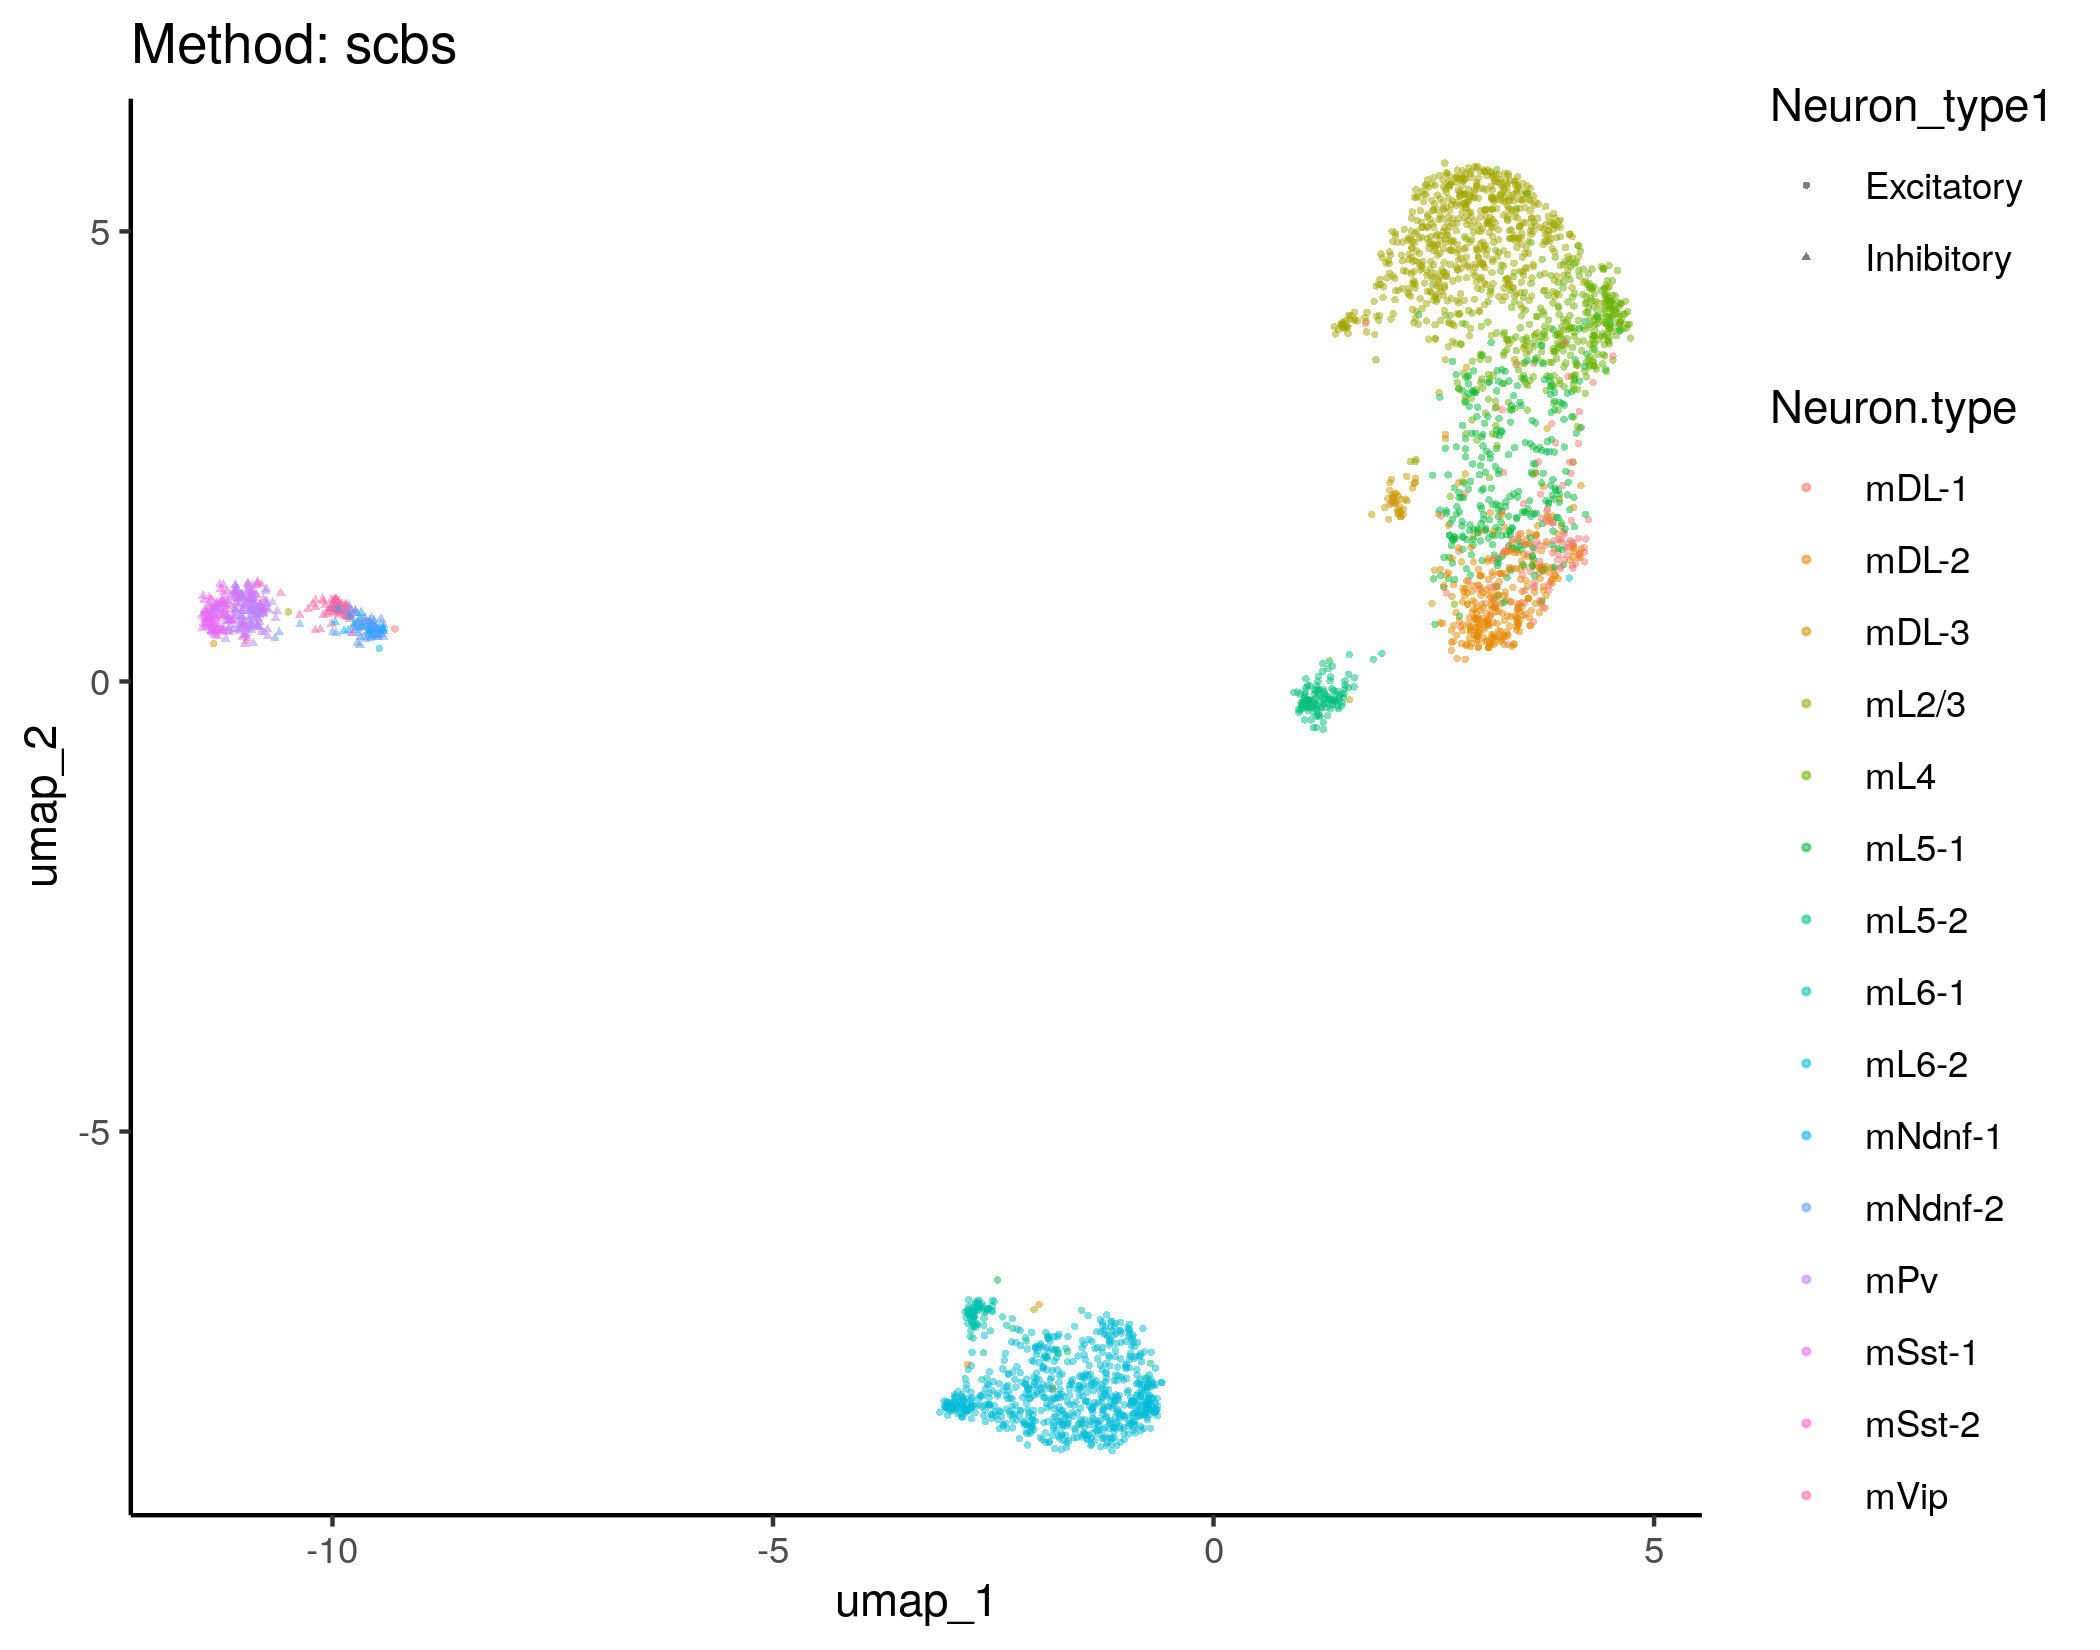 Method: scbs
5
0
-5
umap_2
-10
-5
0
5
umap_1
Neuron_type1
Excitatory
Inhibitory
Neuron.type
mDL-1
mDL-2
mDL-3
mL2/3
mL4
mL5-1
mL5-2
mL6-1
mL6-2
mNdnf-1
mNdnf-2
mPv
mSst-1
mSst-2
mVip